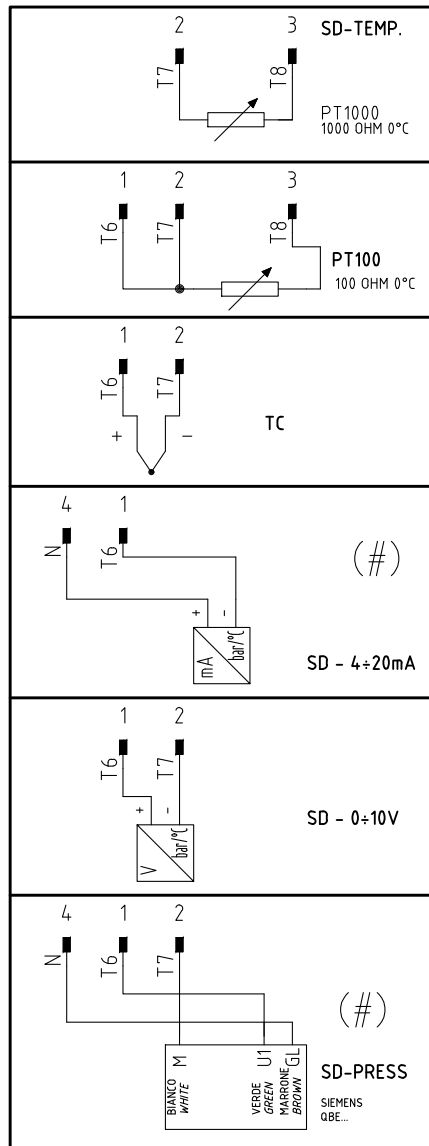 2 3 SD-TEMP.
T7 T8
PT1000
1000 OHM 0°C
1 2 3
T6 T7 T8
PT100
100 OHM 0°C
1 2
T6 T7
+ -
TC
4 1
N T6
(#)
+ -
mA bar/°C
SD - 4÷20mA
1 2
T6 T7
+ -
V bar/°C
SD - 0÷10V
4 1 2
N T6 T7
(#)
M U1 GL
BIANCO
WHITE
VERDE
GREEN
MARRONE
BROWN
SD-PRESS
SIEMENS
QBE...